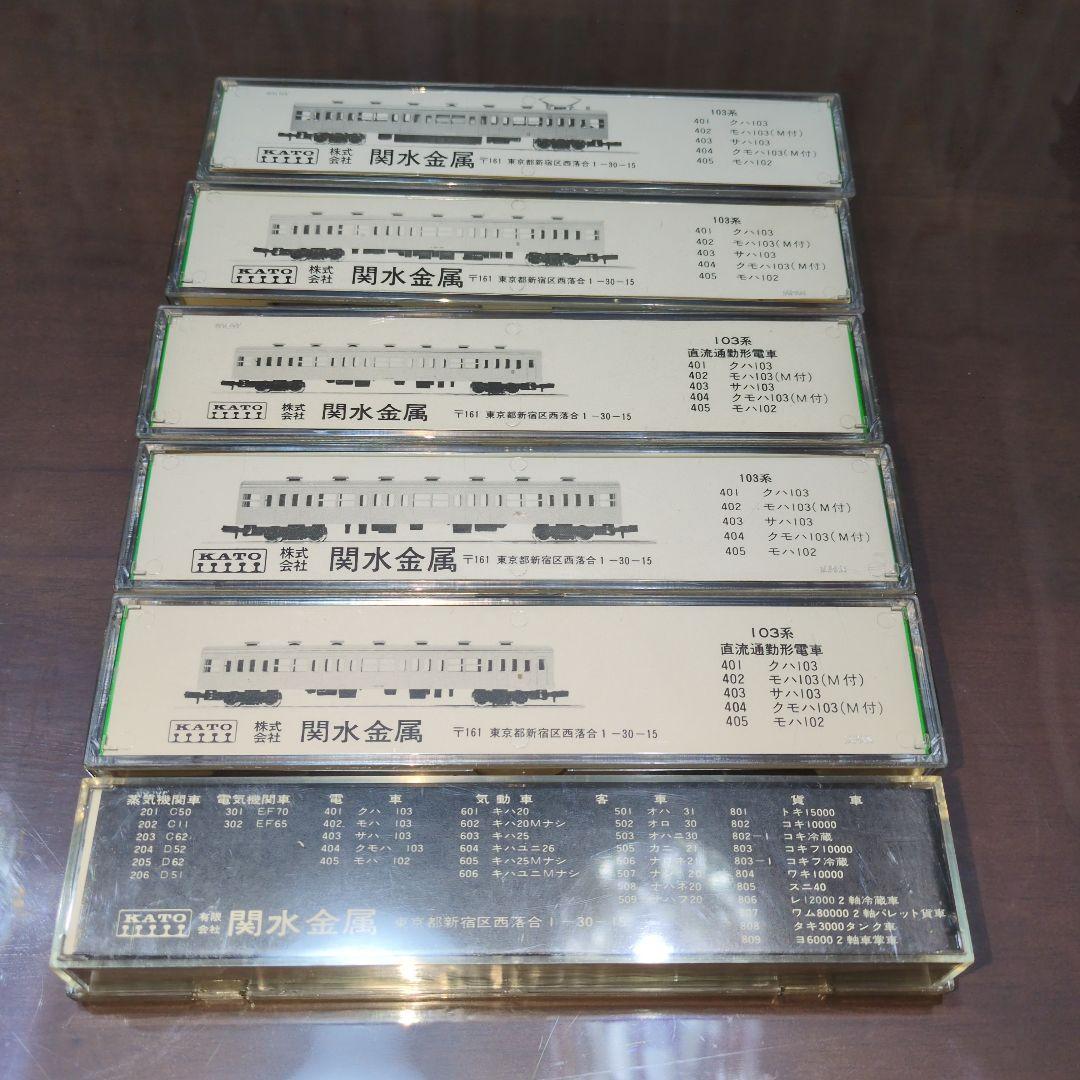 103系
401 クハ103
402 モハ103(M付)
403 サハ103
404 クモハ103(M付)
405 モハ102
KATO 株式会社 関水金属 〒161 東京都新宿区西落合1-30-15
103系
401 クハ103
402 モハ103(M付)
403 サハ103
404 クモハ103(M付)
405 モハ102
KATO 株式会社 関水金属 〒161 東京都新宿区西落合1-30-15
103系
直流通勤形電車
401 クハ103
402 モハ103(M付)
403 サハ103
404 クモハ103(M付)
405 モハ102
KATO 株式会社 関水金属 〒161 東京都新宿区西落合1-30-15
103系
401 クハ103
402 モハ103(M付)
403 サハ103
404 クモハ103(M付)
405 モハ102
KATO 株式会社 関水金属 〒161 東京都新宿区西落合1-30-15
103系
直流通勤形電車
401 クハ103
402 モハ103(M付)
403 サハ103
404 クモハ103(M付)
405 モハ102
KATO 株式会社 関水金属 〒161 東京都新宿区西落合1-30-15
蒸気機関車
201 C50
202 C11
203 C62
204 D52
205 D62
206 D51
電気機関車
301 EF70
302 EF65
電車
401 クハ 103
402 モハ 103
403 サハ 103
404 クモハ 103
405 モハ 102
気動車
601 キハ20
602 キハ20Mナシ
603 キハ25
604 キハユニ26
605 キハ25Mナシ
606 キハユニMナシ
客車
501 オハ 31
502 オロ 30
503 オハニ30
505 カニ 21
506 ナロネ21
507 ナシ 20
508 ナハネ20
509 ナハフ20
貨車
801 トキ15000
802 コキ10000
802-1 コキ冷蔵
803 コキフ10000
803-1 コキフ冷蔵
804 ワキ10000
805 スニ40
806 レ12000 2軸冷蔵車
807 ワム80000 2軸パレット貨車
808 タキ3000タンク車
809 ヨ6000 2軸車掌車
KATO 有限会社 関水金属 東京都新宿区西落合1-30-15